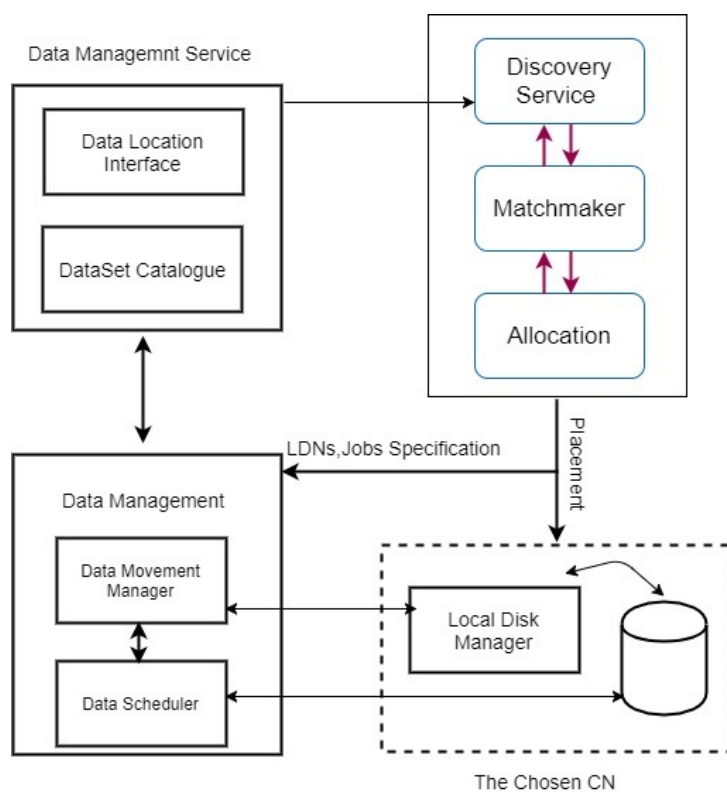 Data Managemnt Service
Data Location
Interface
DataSet Catalogue
Discovery
Service
Matchmaker
Allocation
LDNs,Jobs Specification
Placement
Data Management
Data Movement
Manager
Data Scheduler
Local Disk
Manager
The Chosen CN